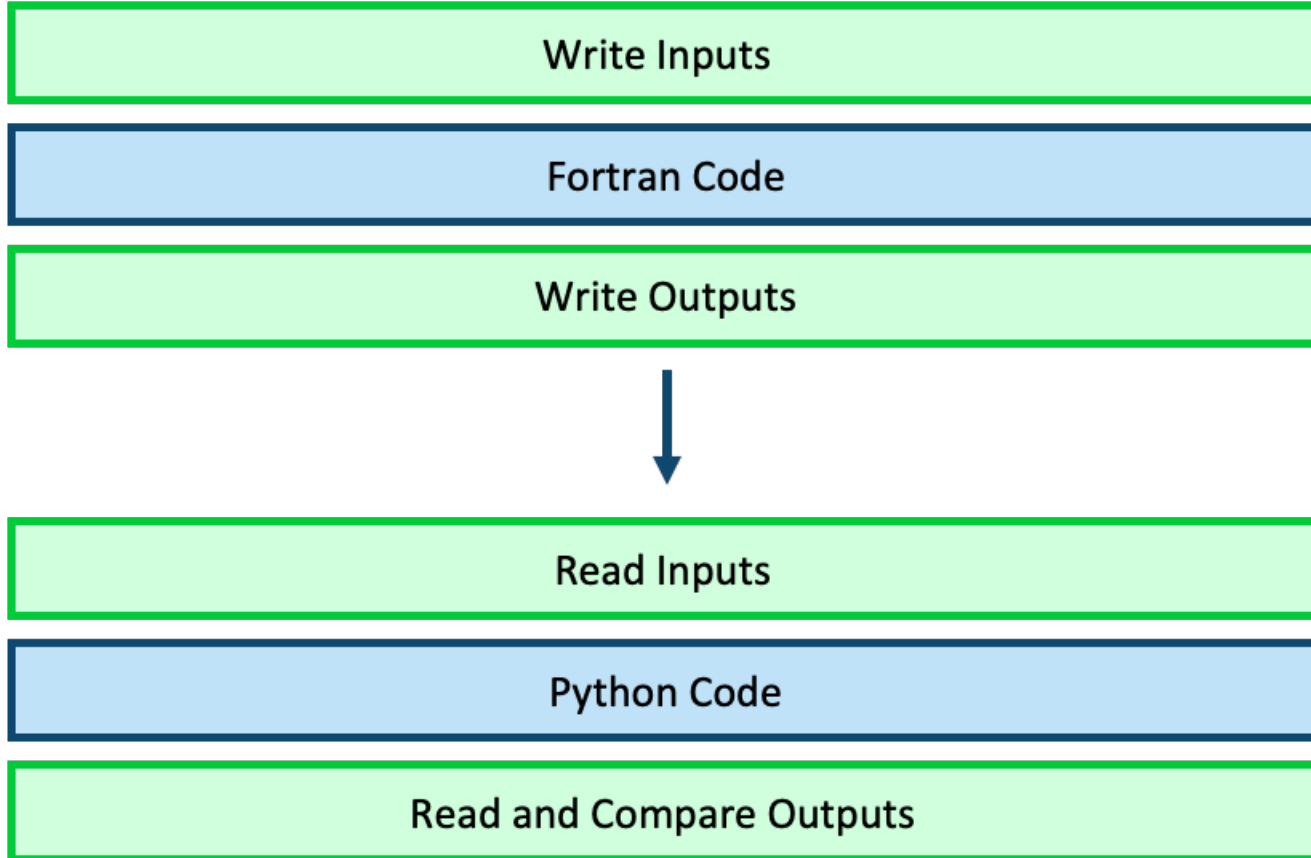 Write Inputs
Fortran Code
Write Outputs
Read Inputs
Python Code
Read and Compare Outputs